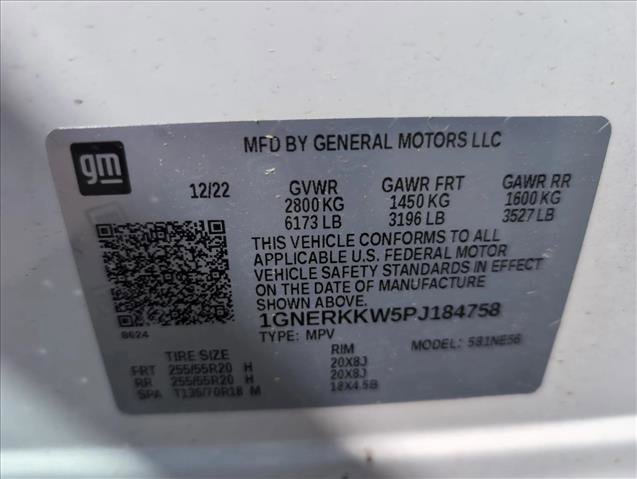 gm
MFD BY GENERAL MOTORS LLC
12/22 GVWR GAWR FRT GAWR RR
2800 KG 1450 KG 1600 KG
6173 LB 3196 LB 3527 LB
THIS VEHICLE CONFORMS TO ALL
APPLICABLE U.S. FEDERAL MOTOR
VEHICLE SAFETY STANDARDS IN EFFECT
ON THE DATE OF MANUFACTURE
SHOWN ABOVE.
8624 1GNERKKW5PJ184758
TYPE: MPV MODEL: 581NE56
TIRE SIZE RIM
FRT 255/55R20 H 20X8J
RR 255/55R20 H 20X8J
SPA T135/70R18 M 18X4.5B